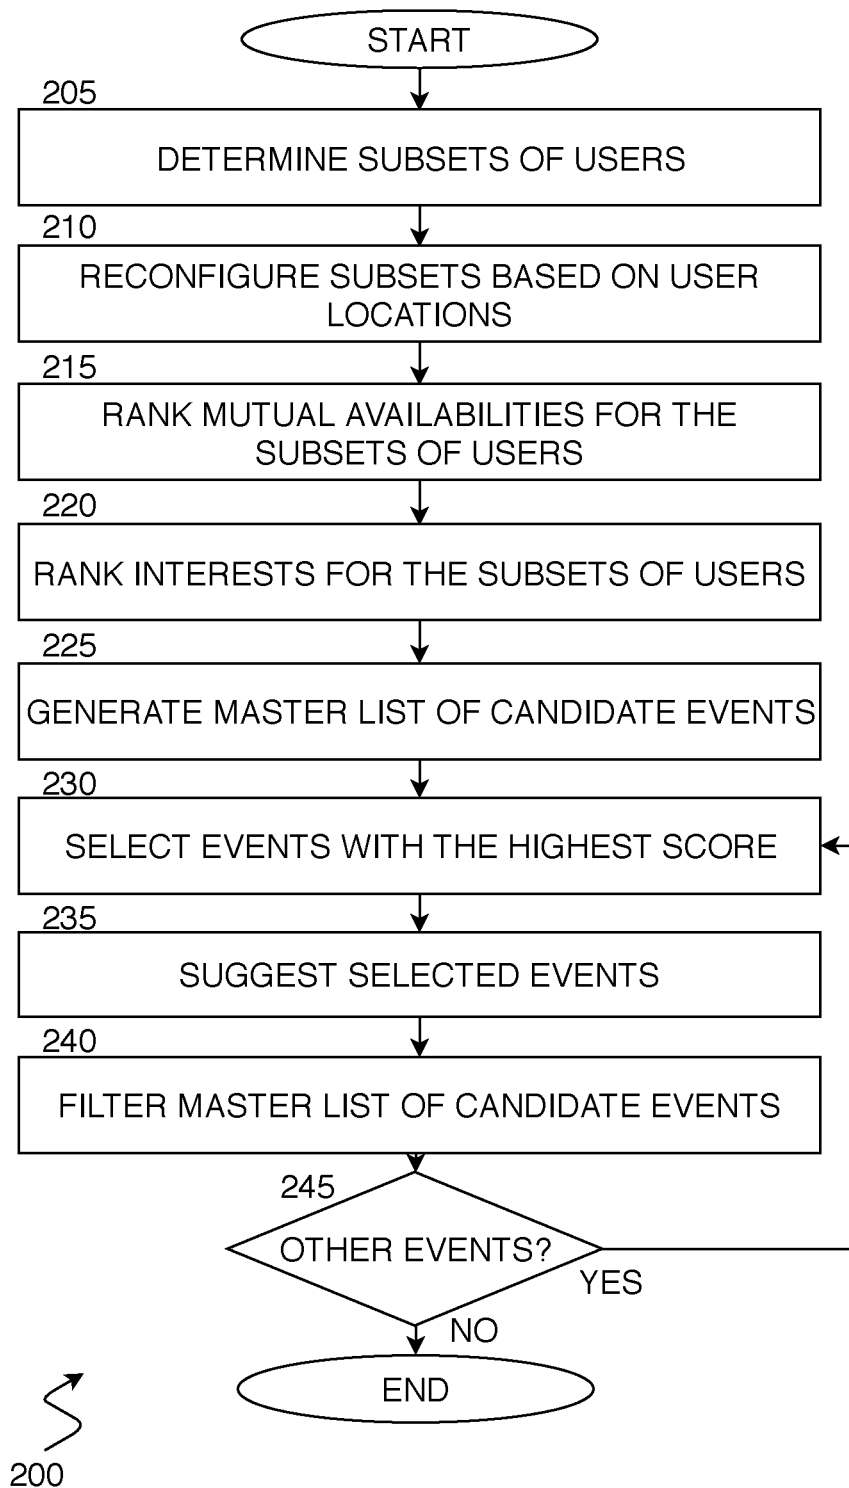 START
205
DETERMINE SUBSETS OF USERS
210
RECONFIGURE SUBSETS BASED ON USER
LOCATIONS
215
RANK MUTUAL AVAILABILITIES FOR THE
SUBSETS OF USERS
220
RANK INTERESTS FOR THE SUBSETS OF USERS
225
GENERATE MASTER LIST OF CANDIDATE EVENTS
230
SELECT EVENTS WITH THE HIGHEST SCORE
235
SUGGEST SELECTED EVENTS
240
FILTER MASTER LIST OF CANDIDATE EVENTS
245
OTHER EVENTS?
YES
NO
END
200